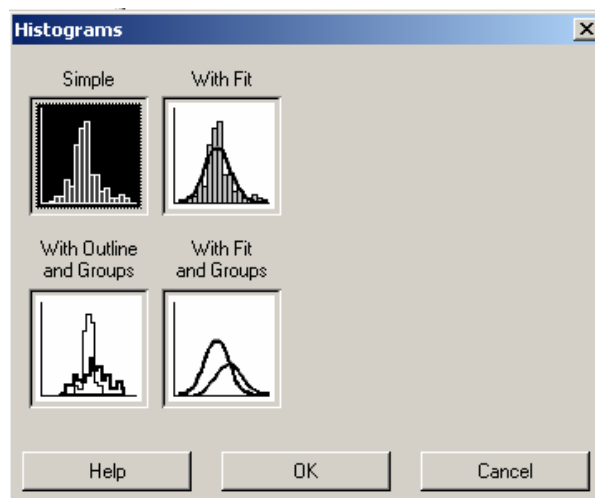 Histograms
Simple
With Fit
With Outline
and Groups
With Fit
and Groups
Help
OK
Cancel